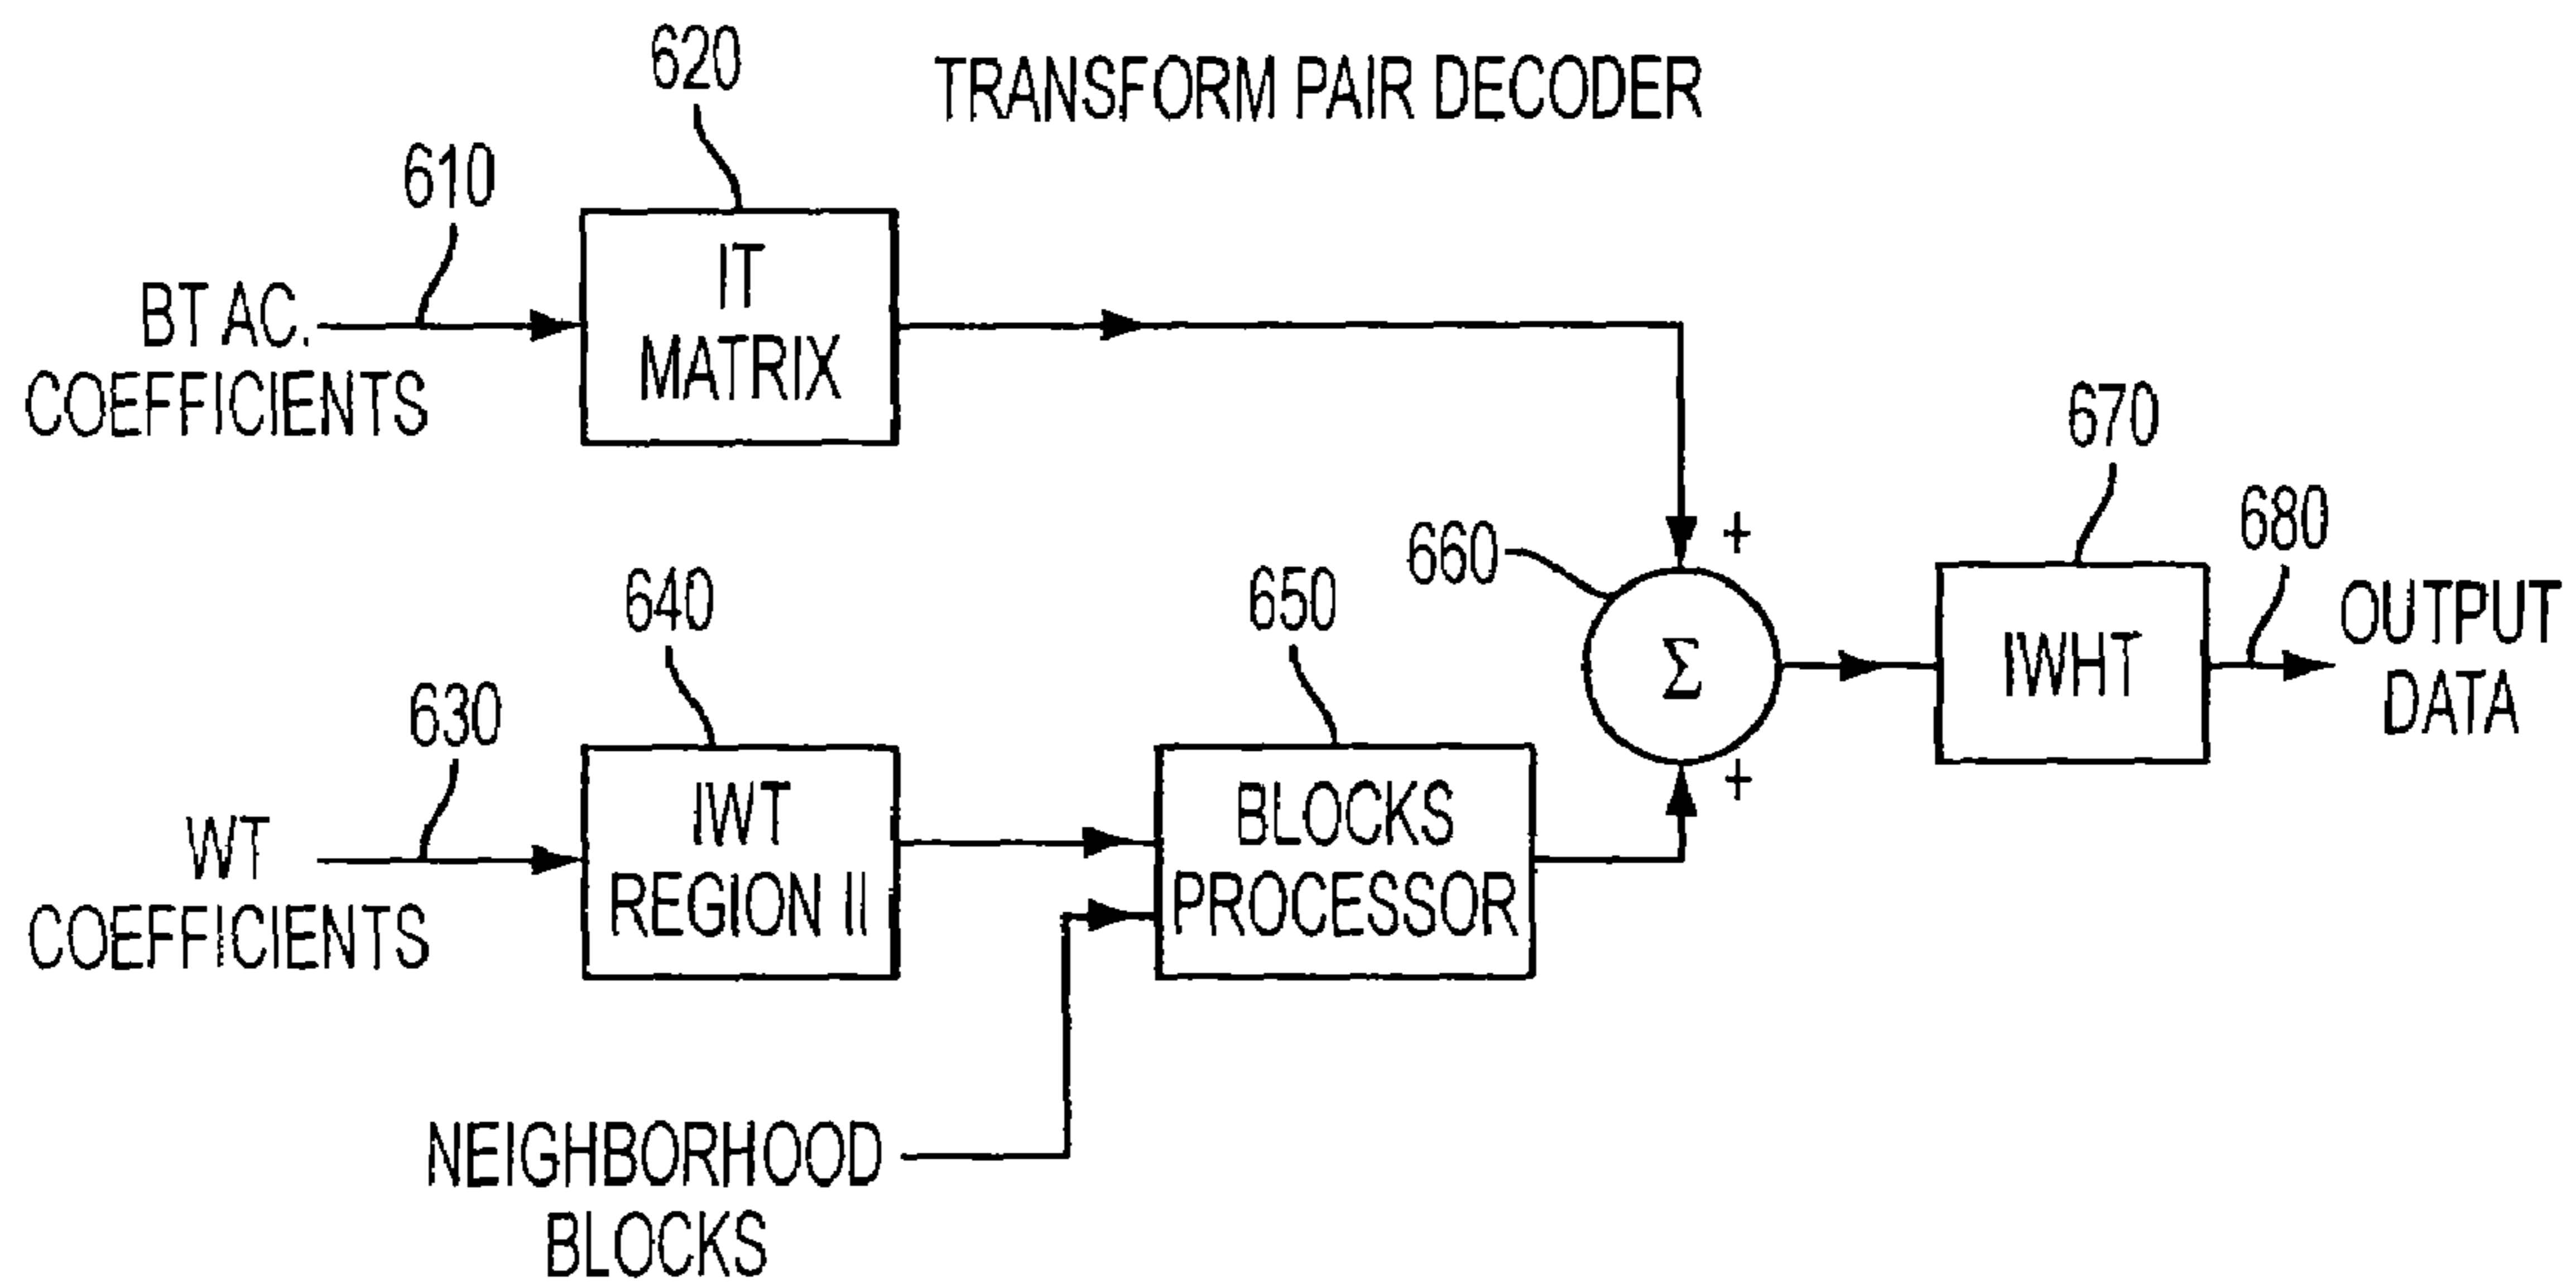 TRANSFORM PAIR DECODER
620
610
BT AC.
COEFFICIENTS
IT
MATRIX
670
680
660
+
Σ
+
IWHT
OUTPUT
DATA
640
650
630
WT
COEFFICIENTS
IWT
REGION II
BLOCKS
PROCESSOR
NEIGHBORHOOD
BLOCKS